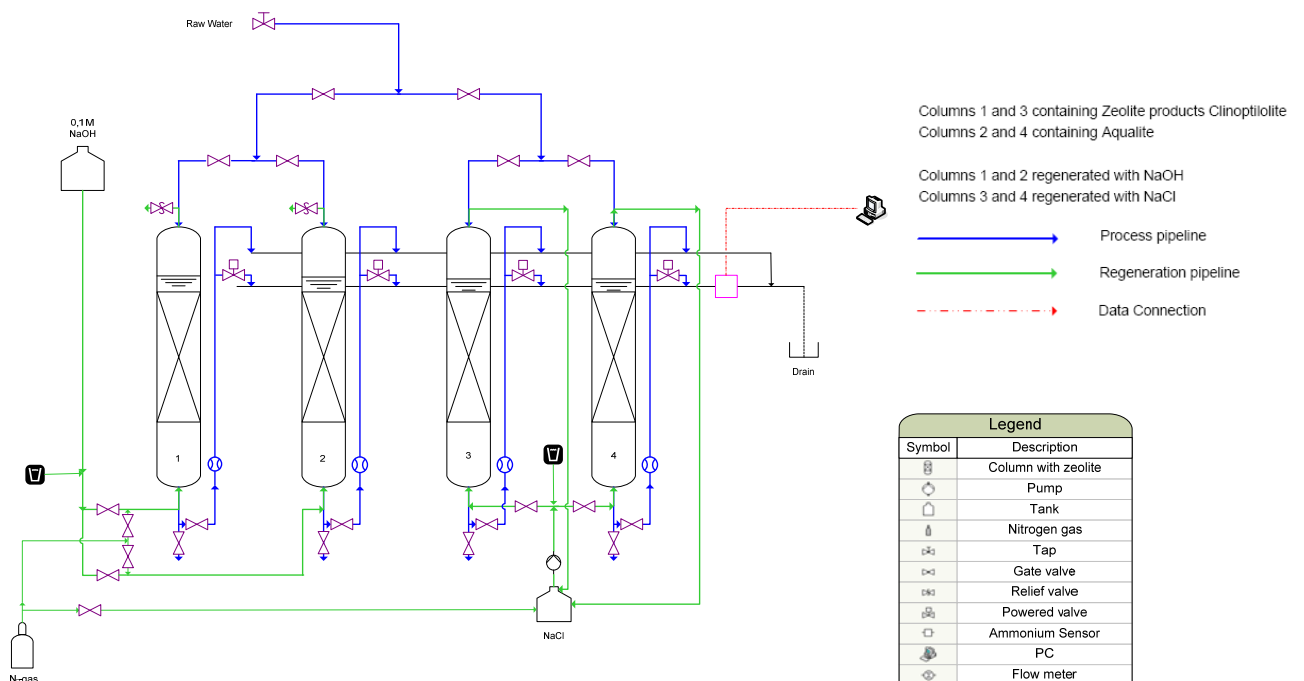 Raw Water
0,1M
NaOH
Columns 1 and 3 containing Zeolite products Clinoptilolite
Columns 2 and 4 containing Aqualite
Columns 1 and 2 regenerated with NaOH
Columns 3 and 4 regenerated with NaCl
Process pipeline
Regeneration pipeline
Data Connection
Drain
1
2
3
4
NaCl
N2-gas
Legend
Symbol Description
Column with zeolite
Pump
Tank
Nitrogen gas
Tap
Gate valve
Relief valve
Powered valve
Ammonium Sensor
PC
Flow meter